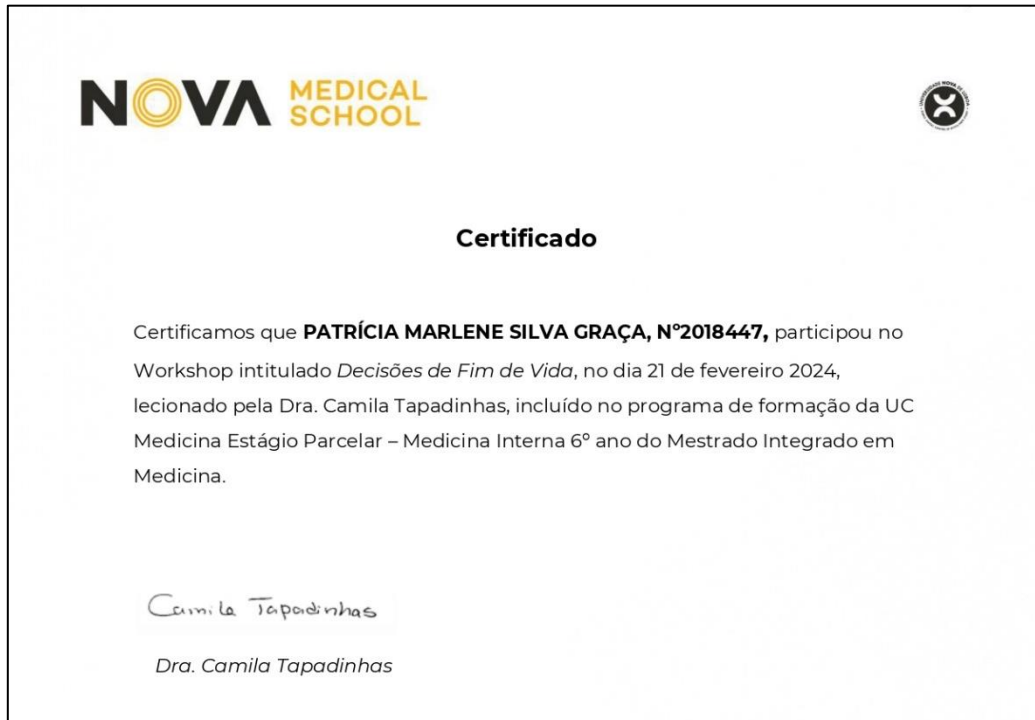 NOVA MEDICAL
SCHOOL
Certificado
Certificamos que PATRÍCIA MARLENE SILVA GRAÇA, Nº2018447, participou no
Workshop intitulado Decisões de Fim de Vida, no dia 21 de fevereiro 2024,
lecionado pela Dra. Camila Tapadinhas, incluído no programa de formação da UC
Medicina Estágio Parcelar – Medicina Interna 6º ano do Mestrado Integrado em
Medicina.
Camila Tapadinhas
Dra. Camila Tapadinhas